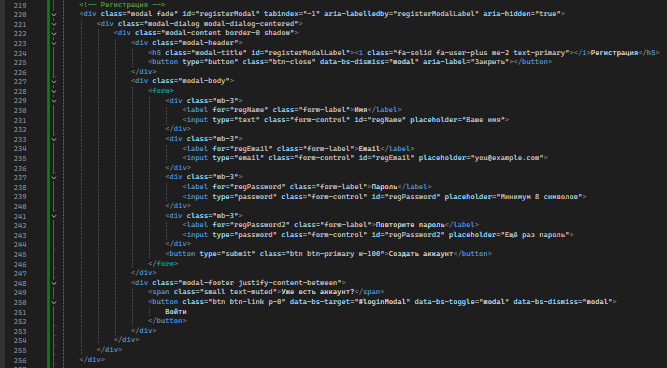 219 <!-- Регистрация -->
220 <div class="modal fade" id="registerModal" tabindex="-1" aria-labelledby="registerModalLabel" aria-hidden="true">
221 <div class="modal-dialog modal-dialog-centered">
222 <div class="modal-content border-0 shadow">
223 <div class="modal-header">
224 <h5 class="modal-title" id="registerModalLabel"><i class="fa-solid fa-user-plus me-2 text-primary"></i>Регистрация</h5>
225 <button type="button" class="btn-close" data-bs-dismiss="modal" aria-label="Закрыть"></button>
226 </div>
227 <div class="modal-body">
228 <form>
229 <div class="mb-3">
230 <label for="regName" class="form-label">Имя</label>
231 <input type="text" class="form-control" id="regName" placeholder="Ваше имя">
232 </div>
233 <div class="mb-3">
234 <label for="regEmail" class="form-label">Email</label>
235 <input type="email" class="form-control" id="regEmail" placeholder="you@example.com">
236 </div>
237 <div class="mb-3">
238 <label for="regPassword" class="form-label">Пароль</label>
239 <input type="password" class="form-control" id="regPassword" placeholder="Минимум 8 символов">
240 </div>
241 <div class="mb-3">
242 <label for="regPassword2" class="form-label">Повторите пароль</label>
243 <input type="password" class="form-control" id="regPassword2" placeholder="Ещё раз пароль">
244 </div>
245 <button type="submit" class="btn btn-primary w-100">Создать аккаунт</button>
246 </form>
247 </div>
248 <div class="modal-footer justify-content-between">
249 <span class="small text-muted">Уже есть аккаунт?</span>
250 <button class="btn btn-link p-0" data-bs-target="#loginModal" data-bs-toggle="modal" data-bs-dismiss="modal">
251 Войти
252 </button>
253 </div>
254 </div>
255 </div>
256 </div>